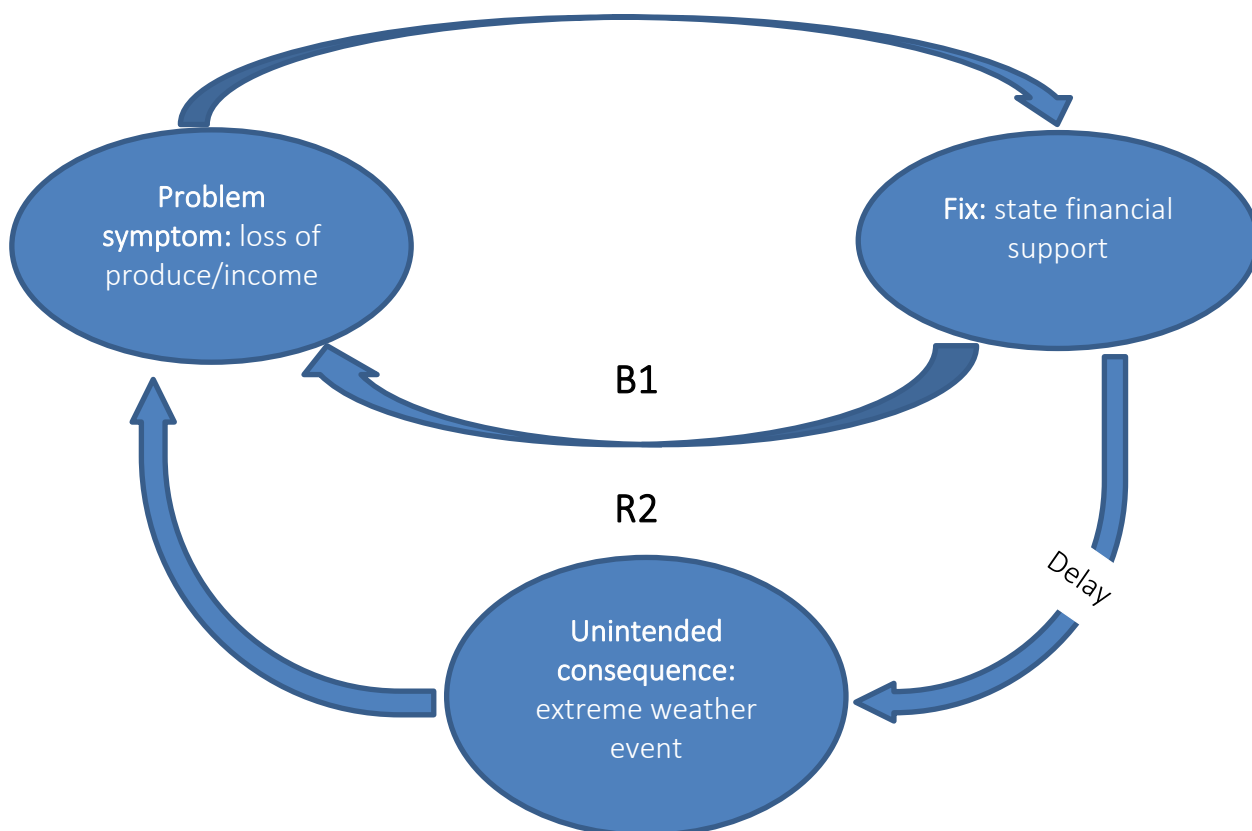 Problem
symptom: loss of
produce/income
Fix: state financial
support
B1
R2
Delay
Unintended
consequence:
extreme weather
event